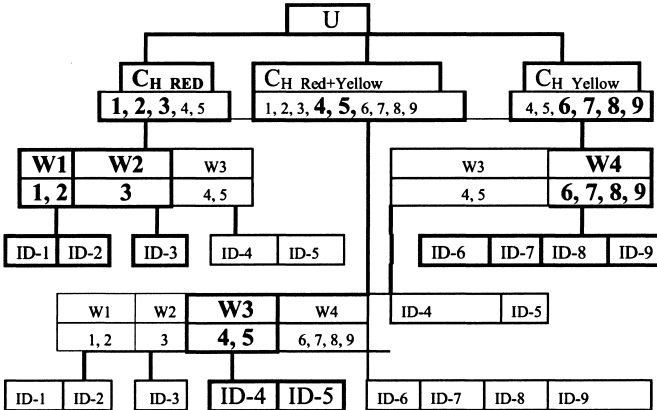 U
C H RED C H Red+Yellow C H Yellow
1, 2, 3, 4, 5 1, 2, 3, 4, 5, 6, 7, 8, 9 4, 5, 6, 7, 8, 9
W1 W2 W3 W3 W4
1, 2 3 4, 5 4, 5 6, 7, 8, 9
ID-1 ID-2 ID-3 ID-4 ID-5 ID-6 ID-7 ID-8 ID-9
W1 W2 W3 W4 ID-4 ID-5
1, 2 3 4, 5 6, 7, 8, 9
ID-1 ID-2 ID-3 ID-4 ID-5 ID-6 ID-7 ID-8 ID-9